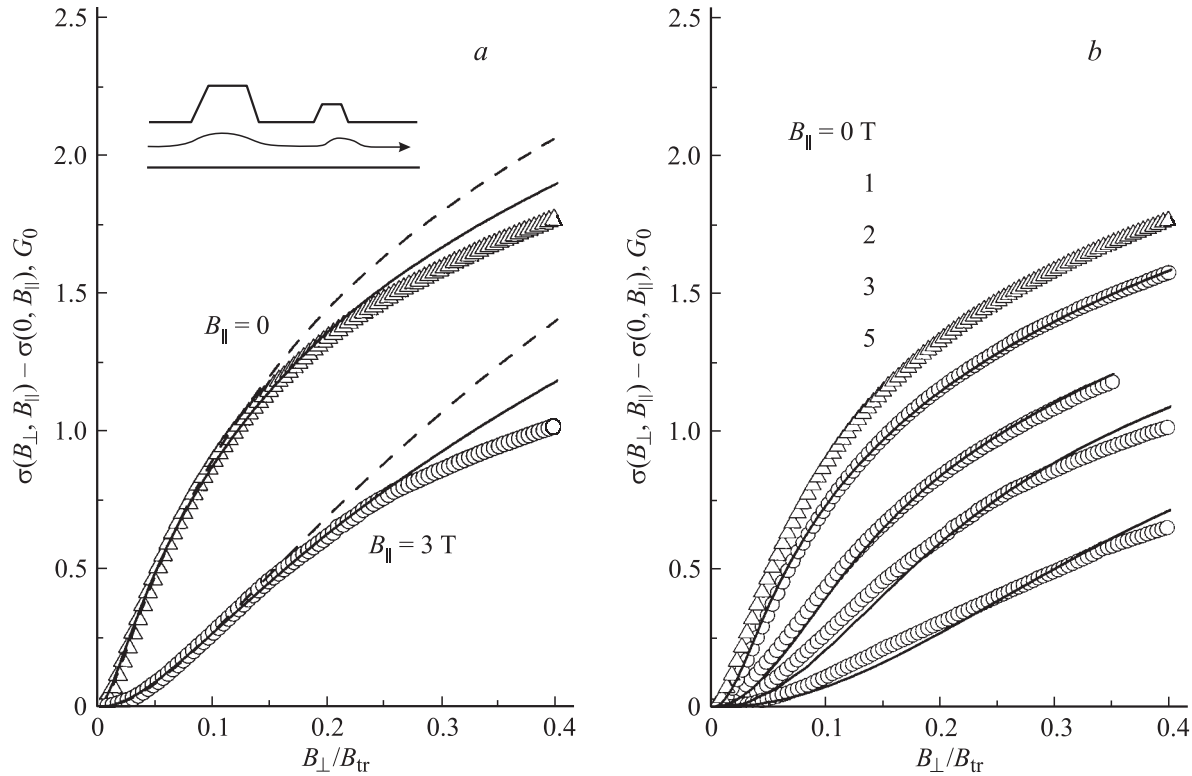 a
2.5
2.0
1.5
1.0
0.5
0
σ(B⊥, B||) – σ(0, B||), G0
B|| = 0
B|| = 3 T
0 0.1 0.2 0.3 0.4
B⊥/Btr
b
2.5
2.0
1.5
1.0
0.5
0
σ(B⊥, B||) – σ(0, B||), G0
B|| = 0 T
1
2
3
5
0 0.1 0.2 0.3 0.4
B⊥/Btr